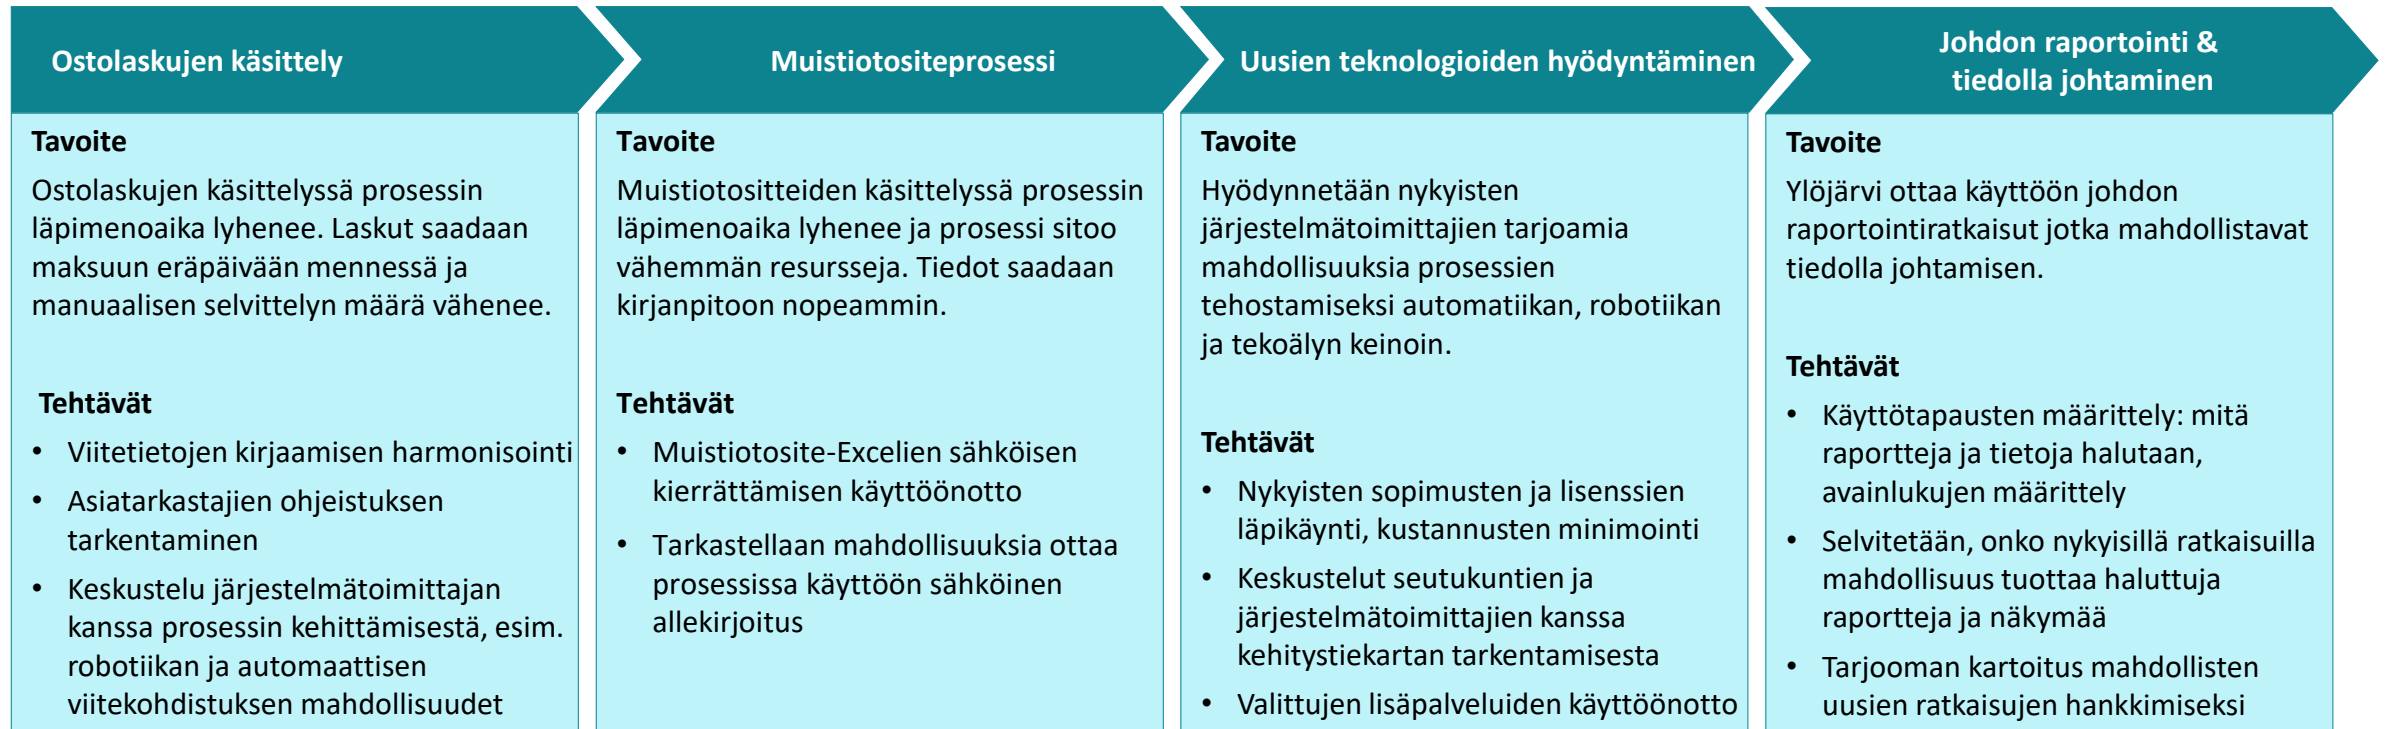 Ostolaskujen käsittely
Tavoite
Ostolaskujen käsittelyssä prosessin
läpimenoaika lyhenee. Laskut saadaan
maksuun eräpäivään mennessä ja
manuaalisen selvittelyn määrä vähenee.
Tehtävät
• Viitetietojen kirjaamisen harmonisointi
• Asiatarkastajien ohjeistuksen
tarkentaminen
• Keskustelu järjestelmätoimittajan
kanssa prosessin kehittämisestä, esim.
robotiikan ja automaattisen
viitekohdistuksen mahdollisuudet
Muistiotositeprosessi
Tavoite
Muistiotositteiden käsittelyssä prosessin
läpimenoaika lyhenee ja prosessi sitoo
vähemmän resursseja. Tiedot saadaan
kirjanpitoon nopeammin.
Tehtävät
• Muistiotosite-Excelien sähköisen
kierrättämisen käyttöönotto
• Tarkastellaan mahdollisuuksia ottaa
prosessissa käyttöön sähköinen
allekirjoitus
Uusien teknologioiden hyödyntäminen
Tavoite
Hyödynnetään nykyisten
järjestelmätoimittajien tarjoamia
mahdollisuuksia prosessien
tehostamiseksi automatiikan, robotiikan
ja tekoälyn keinoin.
Tehtävät
• Nykyisten sopimusten ja lisenssien
läpikäynti, kustannusten minimointi
• Keskustelut seutukuntien ja
järjestelmätoimittajien kanssa
kehitystiekartan tarkentamisesta
• Valittujen lisäpalveluiden käyttöönotto
Johdon raportointi &
tiedolla johtaminen
Tavoite
Ylöjärvi ottaa käyttöön johdon
raportointiratkaisut jotka mahdollistavat
tiedolla johtamisen.
Tehtävät
• Käyttötapausten määrittely: mitä
raportteja ja tietoja halutaan,
avainlukujen määrittely
• Selvitetään, onko nykyisillä ratkaisuilla
mahdollisuus tuottaa haluttuja
raportteja ja näkymää
• Tarjooman kartoitus mahdollisten
uusien ratkaisujen hankkimiseksi